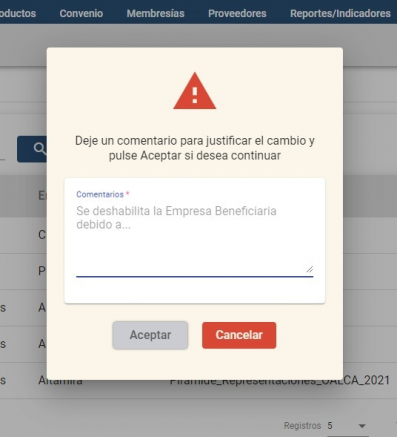 oductos Convenio Membresías Proveedores Reportes/Indicadores
Deje un comentario para justificar el cambio y
pulse Aceptar si desea continuar
Comentarios *
Se deshabilita la Empresa Beneficiaria
debido a...
E
C
P
s A
A
Aceptar Cancelar
s Altamira Piramide_Representaciones_OALCA_2021
Registros 5